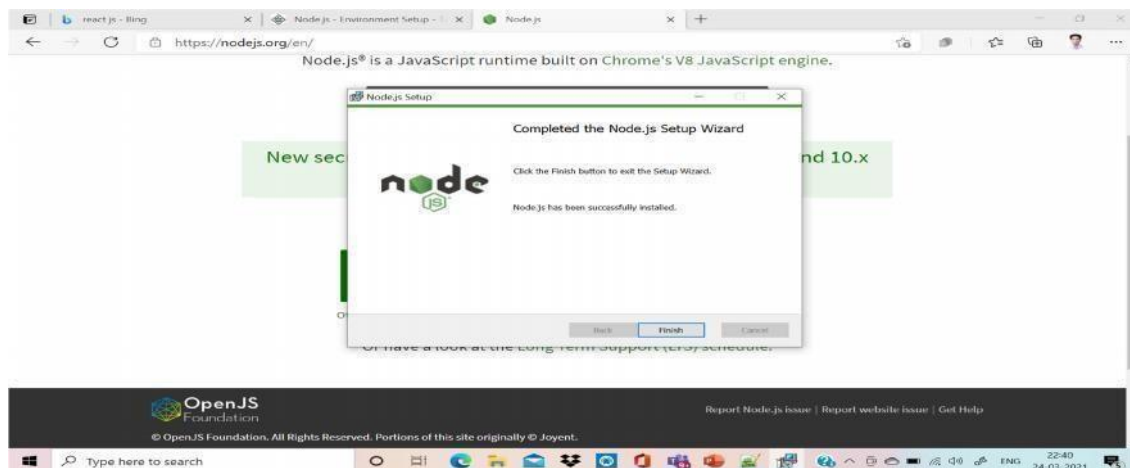 react js - Bing
Node.js - Environment Setup -
Node.js
https://nodejs.org/en/
Node.js® is a JavaScript runtime built on Chrome's V8 JavaScript engine.
Node.js Setup
Completed the Node.js Setup Wizard
New sec
nd 10.x
Click the Finish button to exit the Setup Wizard.
node
JS
Node.js has been successfully installed.
Back Finish Cancel
Or have a look at the Long Term Support (LTS) schedule.
OpenJS
Foundation
Report Node.js issue | Report website issue | Get Help
© OpenJS Foundation. All Rights Reserved. Portions of this site originally © Joyent.
Type here to search
ENG
22:40
24-03-2021